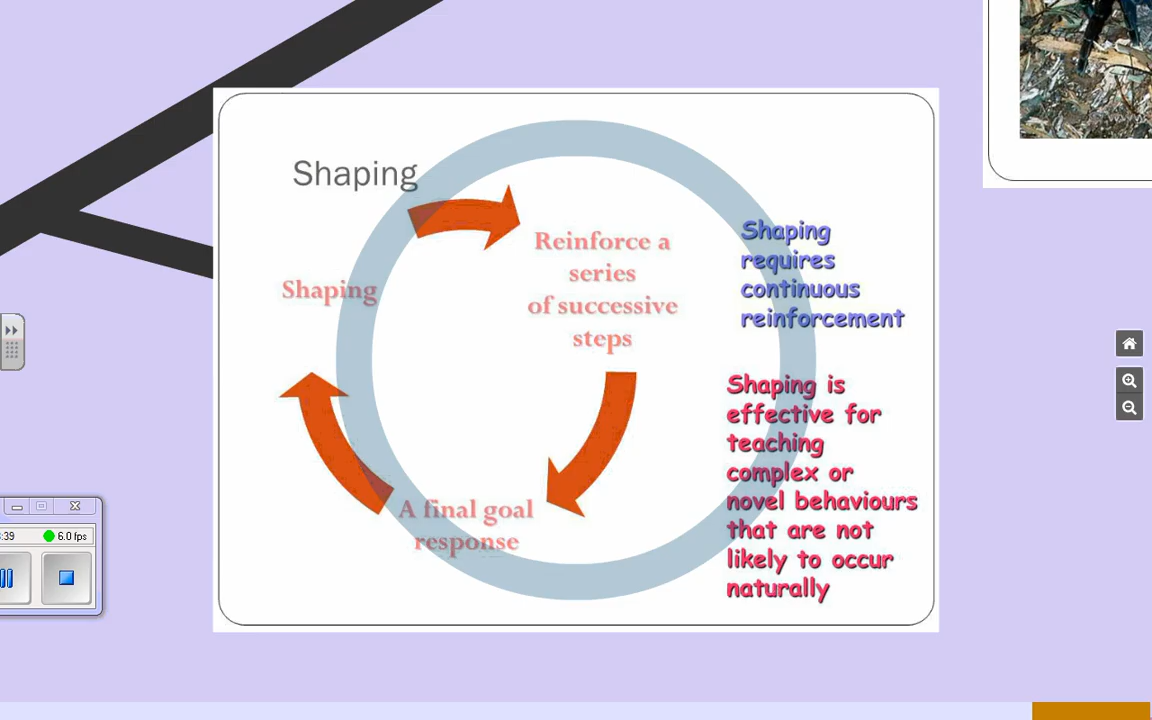 Shaping
Shaping
Reinforce a
series
of successive
steps
A final goal
response
Shaping
requires
continuous
reinforcement
Shaping is
effective for
teaching
complex or
novel behaviours
that are not
likely to occur
naturally
:39
6.0 fps